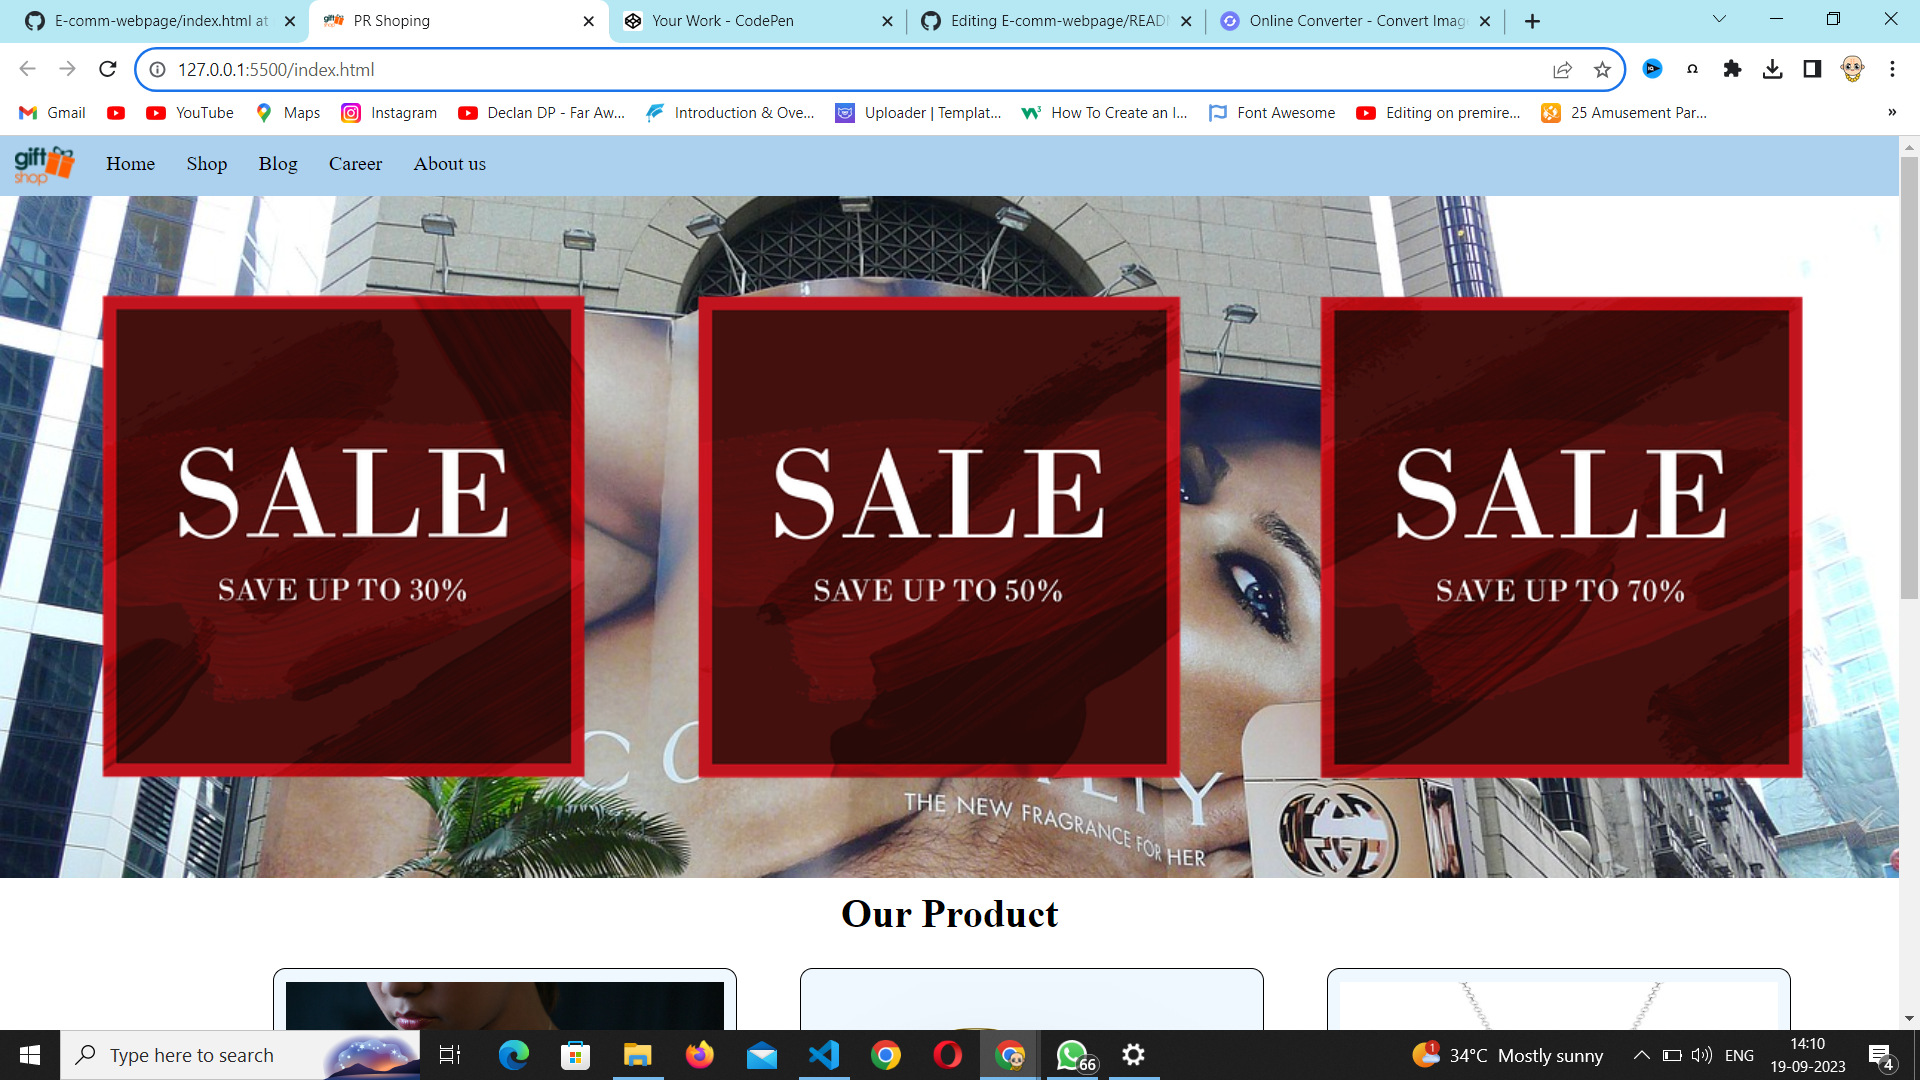 E-comm-webpage/index.html at
PR Shoping
Your Work - CodePen
Editing E-comm-webpage/READ
Online Converter - Convert Imag
127.0.0.1:5500/index.html
Gmail
YouTube
Maps
Instagram
Declan DP - Far Aw...
Introduction & Ove...
Uploader | Templat...
How To Create an I...
Font Awesome
Editing on premire...
25 Amusement Par...
»
gift
shop
Home
Shop
Blog
Career
About us
SALE
SAVE UP TO 30%
SALE
SAVE UP TO 50%
SALE
SAVE UP TO 70%
THE NEW FRAGRANCE FOR HER
Our Product
Type here to search
66
1
34°C Mostly sunny
ENG
14:10
19-09-2023
4